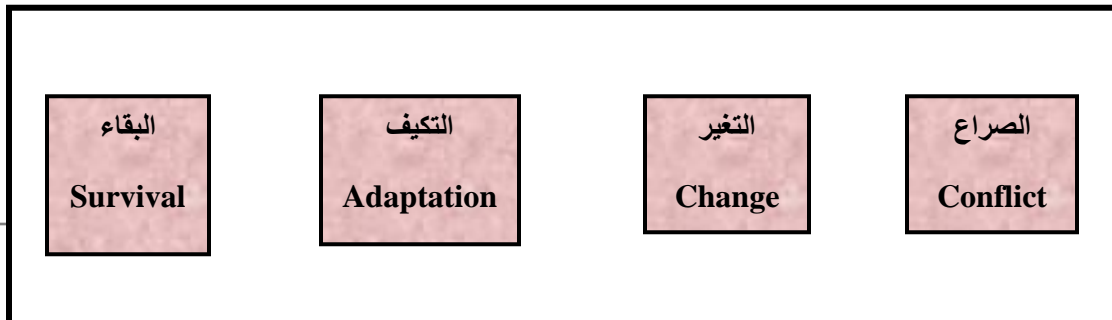 البقاء
Survival
التكيف
Adaptation
التغير
Change
الصراع
Conflict